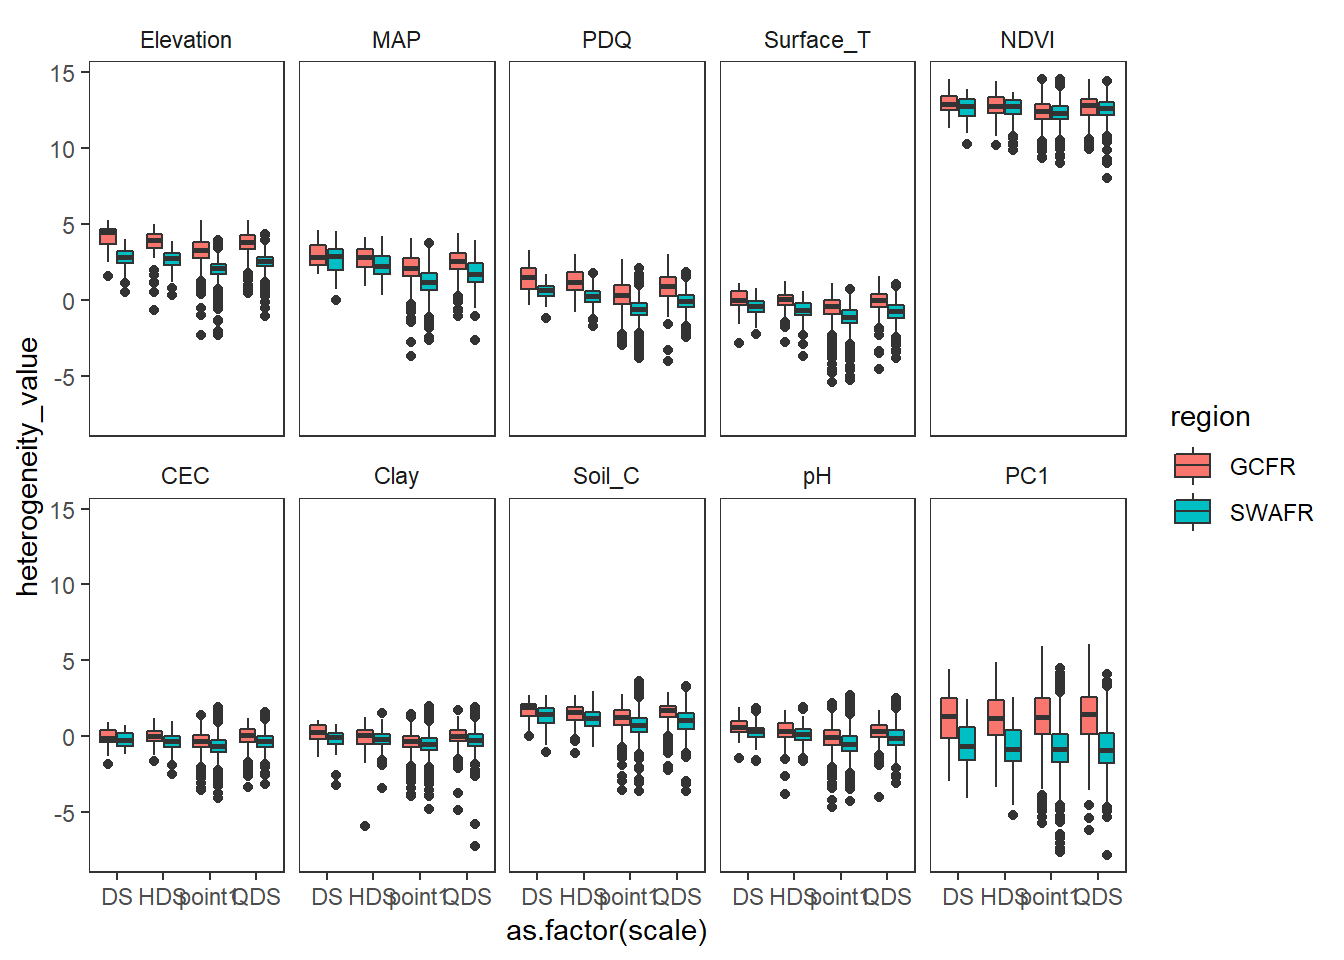 Elevation MAP PDQ Surface_T NDVI
15
10
5
0
-5
heterogeneity_value
CEC Clay Soil_C pH PC1
15
10
5
0
-5
DS HDS point1 QDS DS HDS point1 QDS DS HDS point1 QDS DS HDS point1 QDS DS HDS point1 QDS
as.factor(scale)
region
GCFR
SWAFR